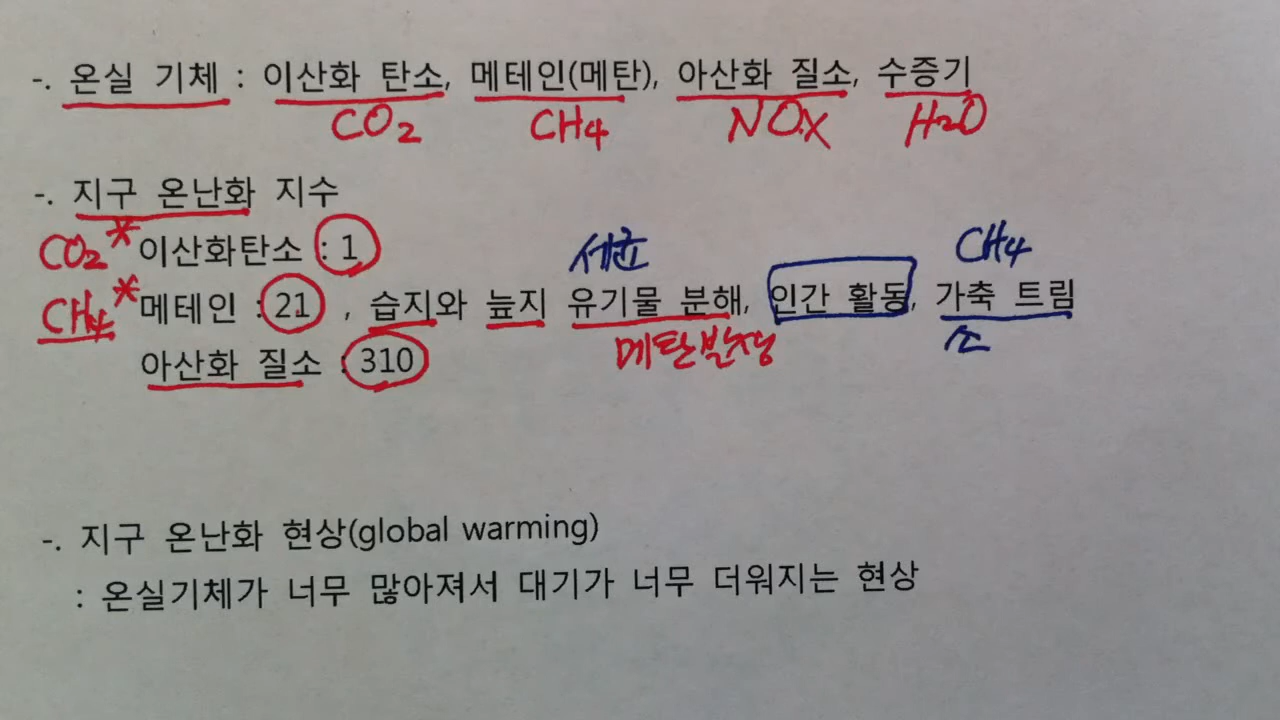 -. 온실 기체 : 이산화 탄소, 메테인(메탄), 아산화 질소, 수증기
CO2 CH4 NOX H2O
-. 지구 온난화 지수
CO2 * 이산화탄소 : 1
세균 CH4
CH4 * 메테인 : 21 , 습지와 늪지 유기물 분해, 인간 활동, 가축 트림
메탄발생 소
아산화 질소 : 310
-. 지구 온난화 현상(global warming)
: 온실기체가 너무 많아져서 대기가 너무 더워지는 현상